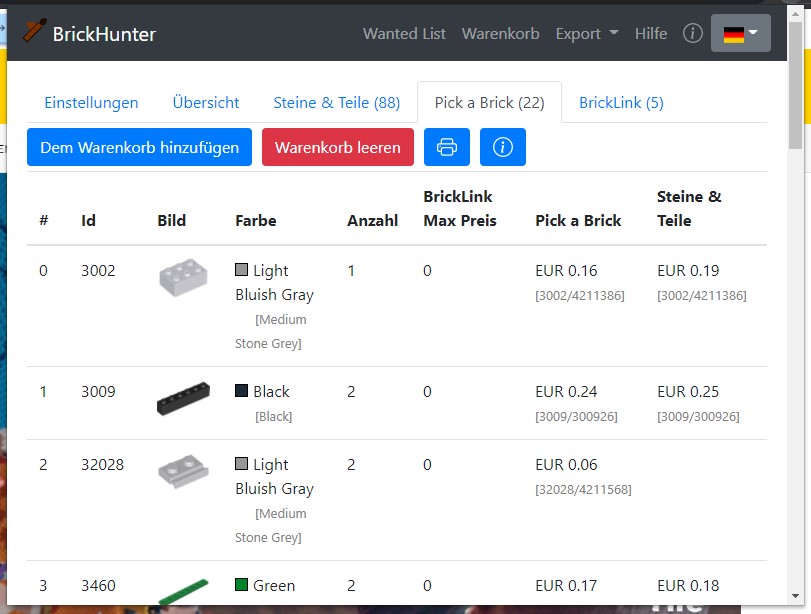 BrickHunter
Wanted List Warenkorb Export Hilfe
Einstellungen Übersicht Steine & Teile (88) Pick a Brick (22) BrickLink (5)
Dem Warenkorb hinzufügen Warenkorb leeren
# Id Bild Farbe Anzahl BrickLink Max Preis Pick a Brick Steine & Teile
0 3002 Light Bluish Gray 1 0 EUR 0.16 EUR 0.19
[Medium Stone Grey] [3002/4211386] [3002/4211386]
1 3009 Black 2 0 EUR 0.24 EUR 0.25
[Black] [3009/300926] [3009/300926]
2 32028 Light Bluish Gray 2 0 EUR 0.06
[Medium Stone Grey] [32028/4211568]
3 3460 Green 2 0 EUR 0.17 EUR 0.18